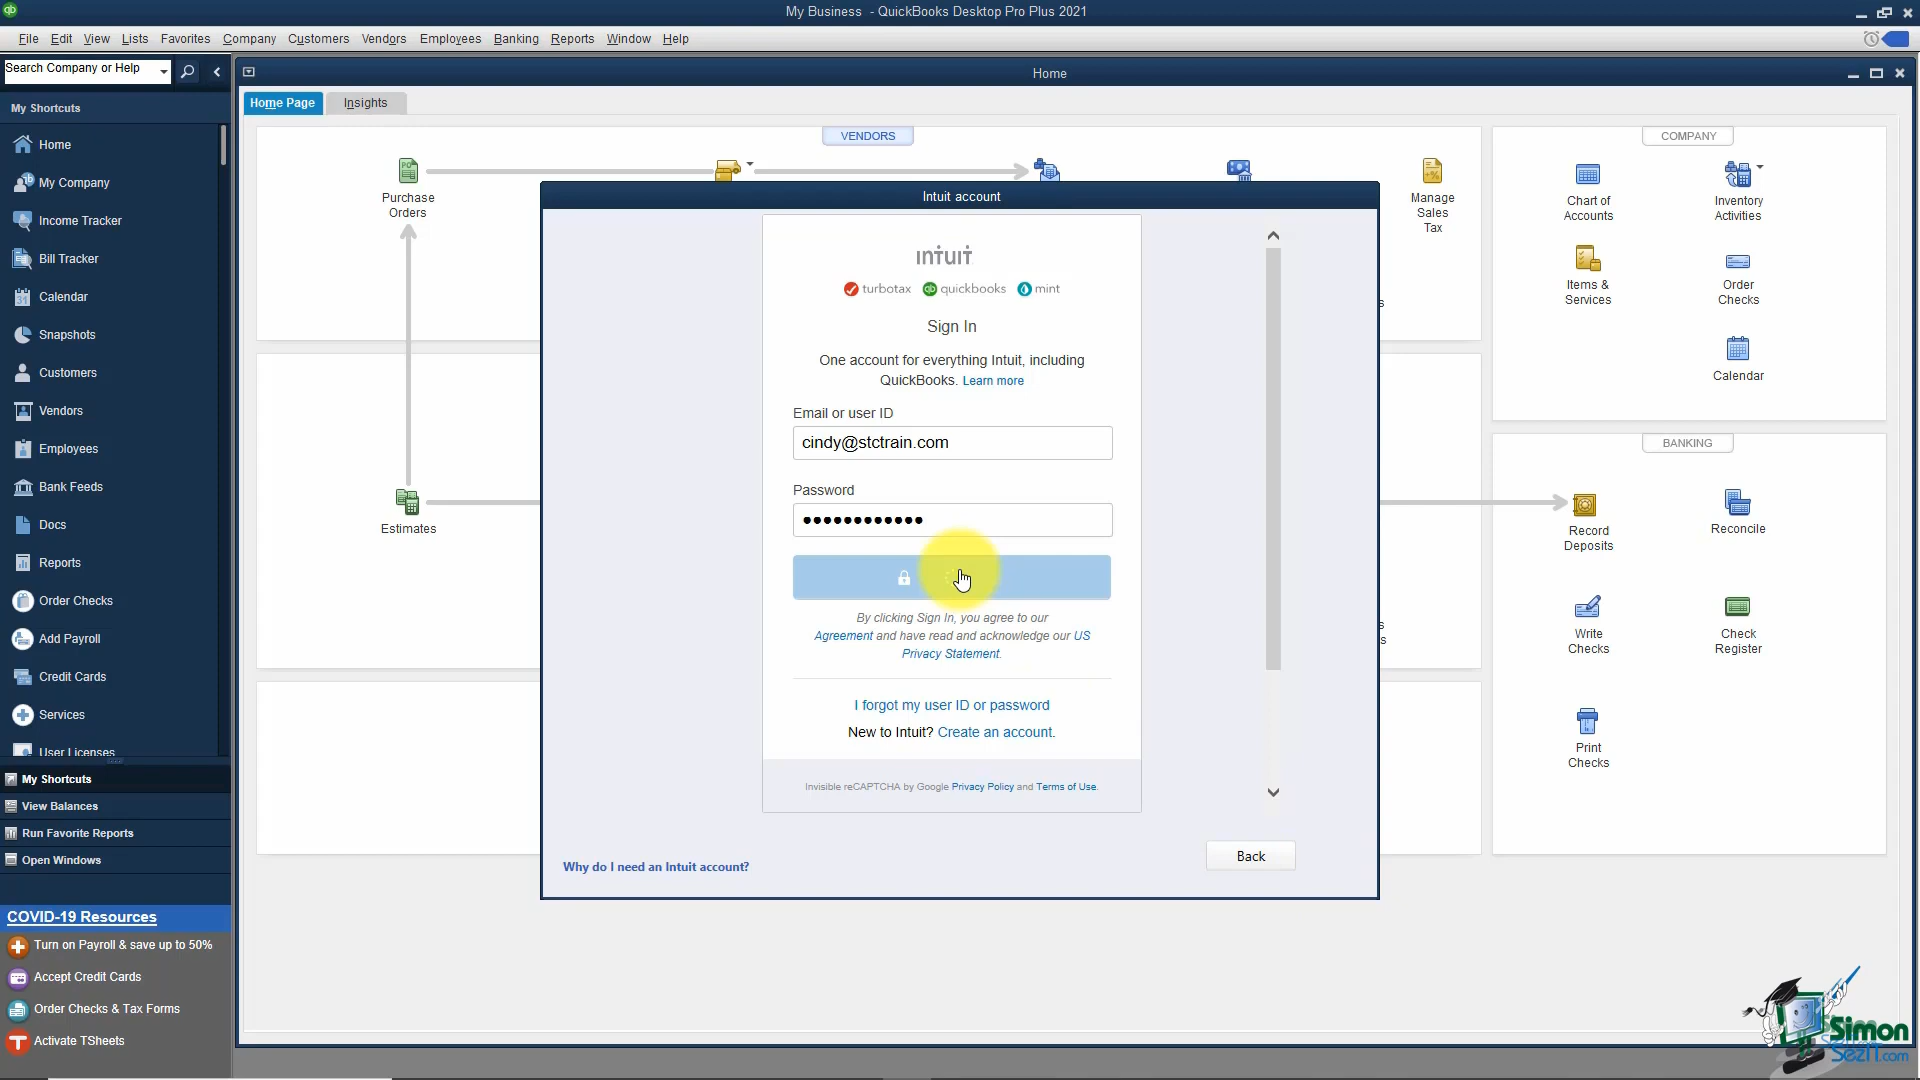 My Business - QuickBooks Desktop Pro Plus 2021
File Edit View Lists Favorites Company Customers Vendors Employees Banking Reports Window Help
Search Company or Help
Home
Home Page Insights
My Shortcuts
Home
My Company
Income Tracker
Bill Tracker
Calendar
Snapshots
Customers
Vendors
Employees
Bank Feeds
Docs
Reports
Order Checks
Add Payroll
Credit Cards
Services
User Licenses
My Shortcuts
View Balances
Run Favorite Reports
Open Windows
COVID-19 Resources
Turn on Payroll & save up to 50%
Accept Credit Cards
Order Checks & Tax Forms
Activate TSheets
VENDORS
Purchase
Orders
Manage
Sales
Tax
Estimates
Intuit account
intuit
turbotax quickbooks mint
Sign In
One account for everything Intuit, including
QuickBooks. Learn more
Email or user ID
cindy@stctrain.com
Password
By clicking Sign In, you agree to our
Agreement and have read and acknowledge our US
Privacy Statement.
I forgot my user ID or password
New to Intuit? Create an account.
Invisible reCAPTCHA by Google Privacy Policy and Terms of Use.
Why do I need an Intuit account?
Back
COMPANY
Chart of
Accounts
Inventory
Activities
Items &
Services
Order
Checks
Calendar
BANKING
Record
Deposits
Reconcile
Write
Checks
Check
Register
Print
Checks
Simon
SezIT.com